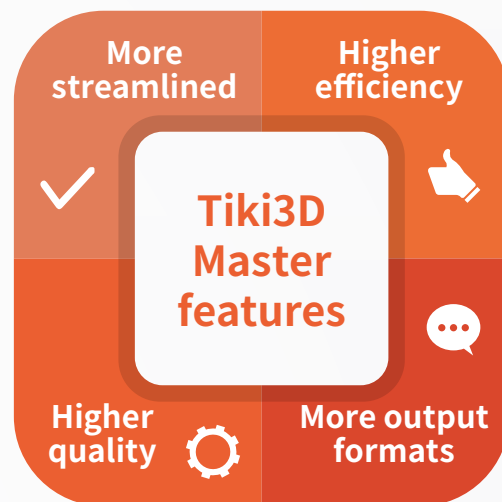 More
streamlined
Higher
efficiency
Tiki3D
Master
features
Higher
quality
More output
formats